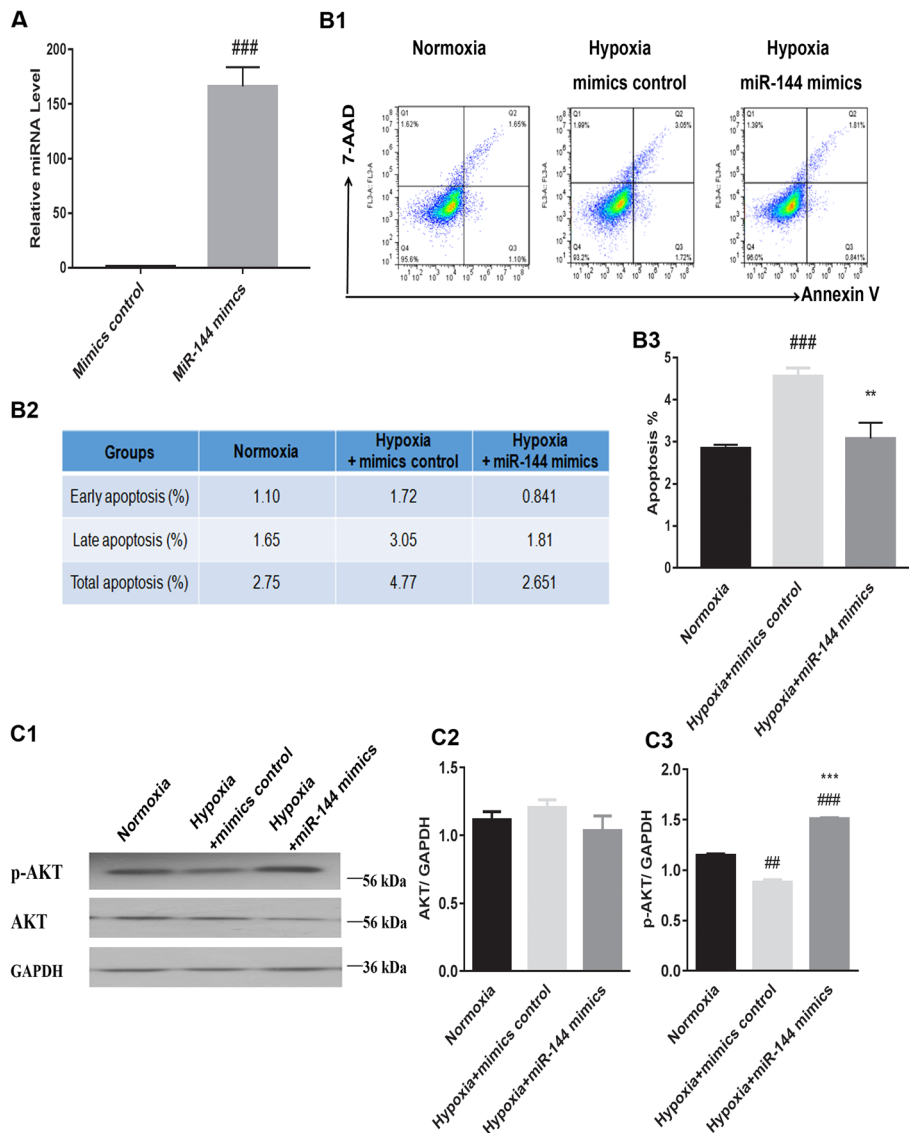 A
###
200
150
100
50
0
Relative miRNA Level
Mimics control
MiR-144 mimcs
B1
Normoxia
Hypoxia
mimics control
Hypoxia
miR-144 mimics
7-AAD
FL3-A:: FL3-A
Q1
1.62%
Q2
1.65%
Q4
95.6%
Q3
1.10%
FL3-A:: FL3-A
Q1
1.99%
Q2
3.05%
Q4
93.2%
Q3
1.72%
FL3-A:: FL3-A
Q1
1.39%
Q2
1.81%
Q4
96.0%
Q3
0.841%
Annexin V
B2
Groups Normoxia Hypoxia + mimics control Hypoxia + miR-144 mimics
Early apoptosis (%) 1.10 1.72 0.841
Late apoptosis (%) 1.65 3.05 1.81
Total apoptosis (%) 2.75 4.77 2.651
B3
###
**
5
4
3
2
1
0
Apoptosis %
Normoxia
Hypoxia+mimics control
Hypoxia+miR-144 mimics
C1
Normoxia
Hypoxia
+mimics control
Hypoxia
+miR-144 mimics
p-AKT
56 kDa
AKT
56 kDa
GAPDH
36 kDa
C2
1.5
1.0
0.5
0.0
AKT/ GAPDH
Normoxia
Hypoxia+mimics control
Hypoxia+miR-144 mimics
C3
***
###
##
2.0
1.5
1.0
0.5
0.0
p-AKT/ GAPDH
Normoxia
Hypoxia+mimics control
Hypoxia+miR-144 mimics